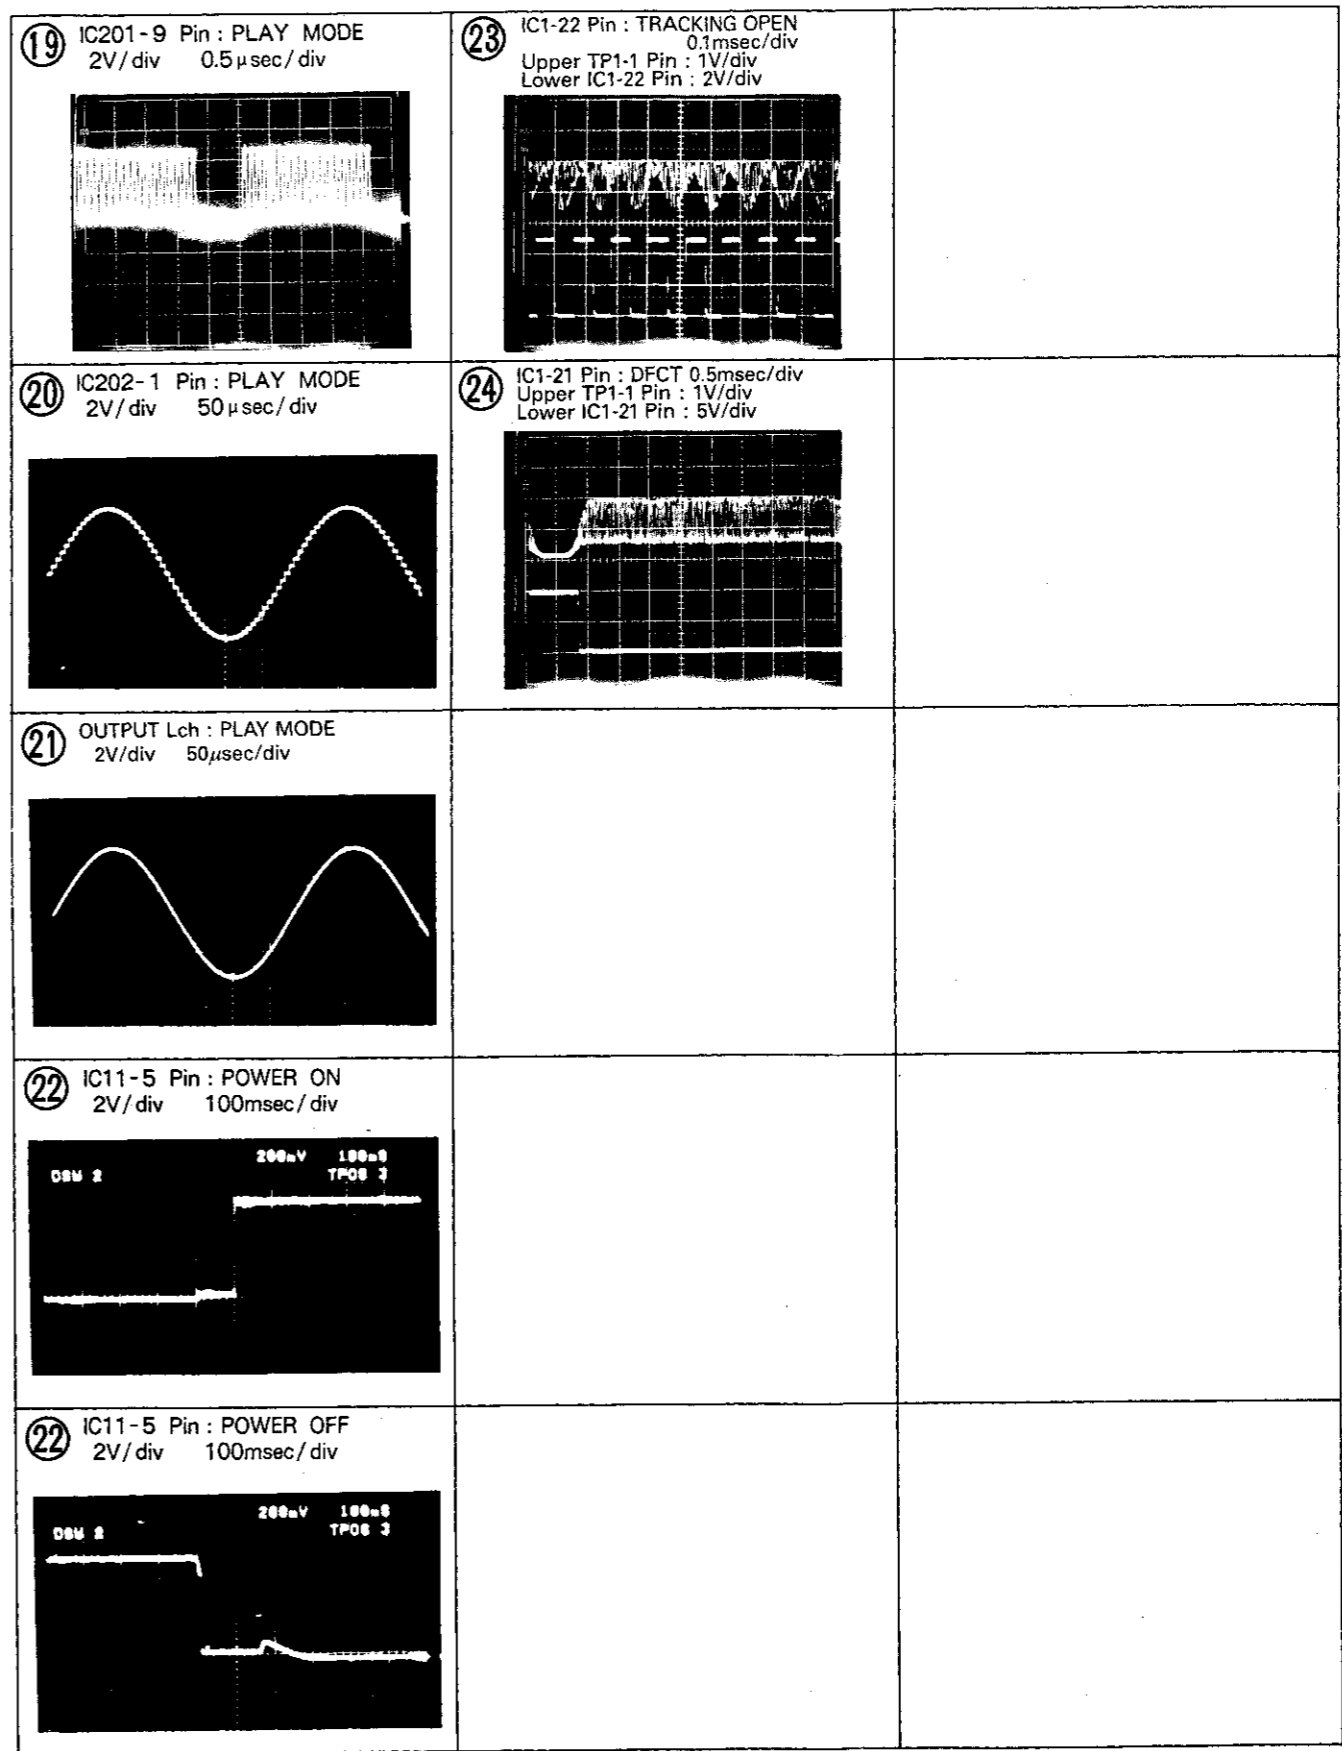 19 IC201-9 Pin : PLAY MODE
2V/div 0.5μsec/div
20 IC202-1 Pin : PLAY MODE
2V/div 50μsec/div
21 OUTPUT Lch : PLAY MODE
2V/div 50μsec/div
22 IC11-5 Pin : POWER ON
2V/div 100msec/div
200mV 100mS
DSW 2 TPOS 3
22 IC11-5 Pin : POWER OFF
2V/div 100msec/div
200mV 100mS
DSW 2 TPOS 3
23 IC1-22 Pin : TRACKING OPEN
0.1msec/div
Upper TP1-1 Pin : 1V/div
Lower IC1-22 Pin : 2V/div
24 IC1-21 Pin : DFCT 0.5msec/div
Upper TP1-1 Pin : 1V/div
Lower IC1-21 Pin : 5V/div